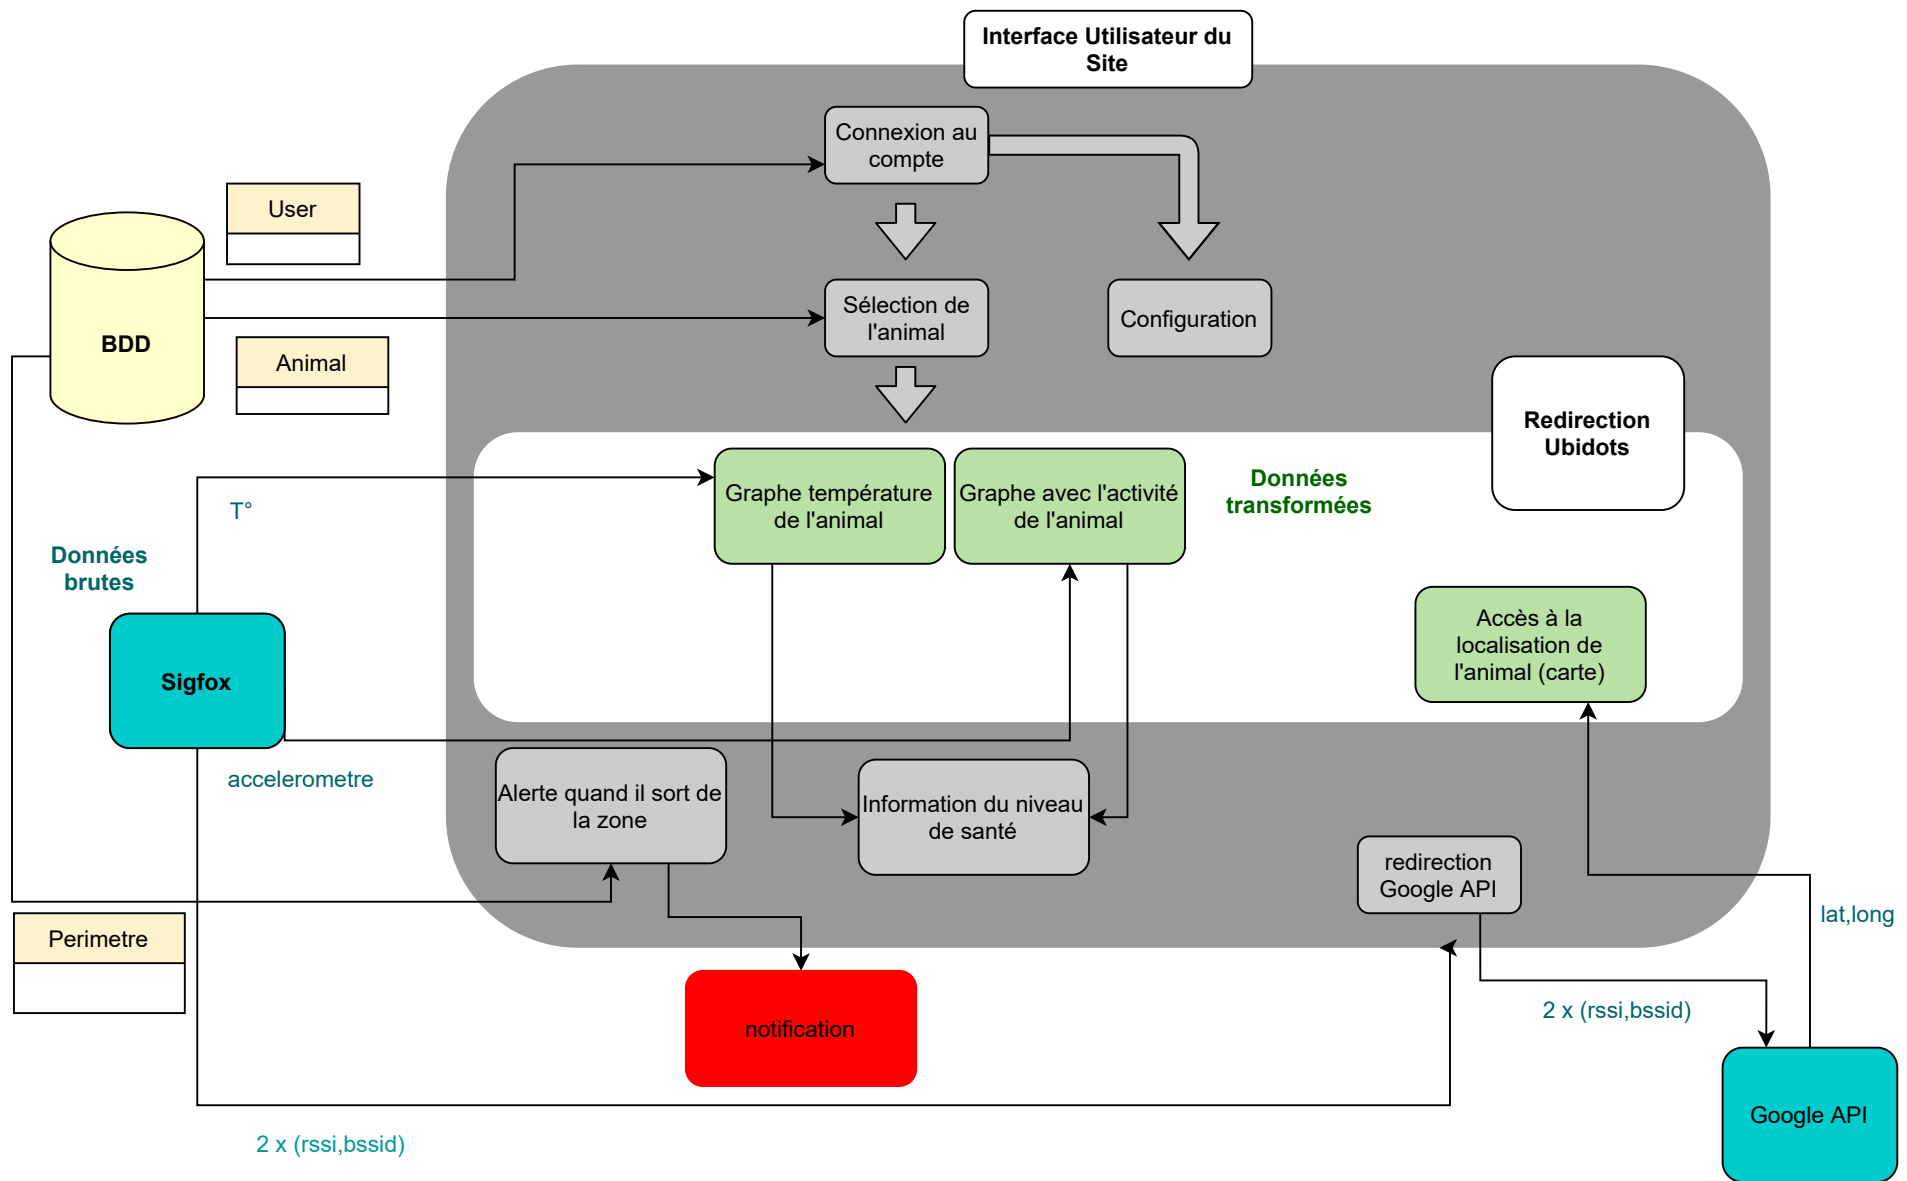 Interface Utilisateur du
Site
Connexion au
compte
User
BDD
Sélection de
l'animal
Configuration
Animal
Redirection
Ubidots
Graphe température
de l'animal
Graphe avec l'activité
de l'animal
Données
transformées
T°
Données
brutes
Sigfox
Accès à la
localisation de
l'animal (carte)
accelerometre
Alerte quand il sort de
la zone
Information du niveau
de santé
redirection
Google API
lat,long
Perimetre
notification
2 x (rssi,bssid)
Google API
2 x (rssi,bssid)